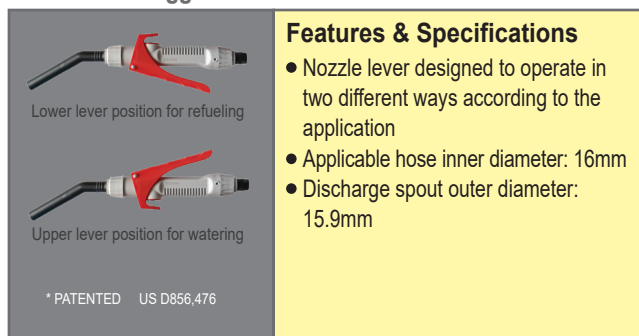 Lower lever position for refueling
Upper lever position for watering
* PATENTED US D856,476
Features & Specifications
● Nozzle lever designed to operate in
two different ways according to the
application
● Applicable hose inner diameter: 16mm
● Discharge spout outer diameter:
15.9mm